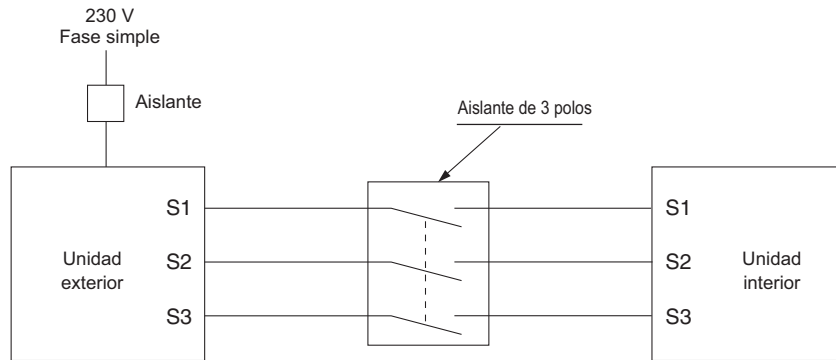 230 V
Fase simple
Aislante
Aislante de 3 polos
S1
S1
Unidad
exterior
S2
S2
Unidad
interior
S3
S3